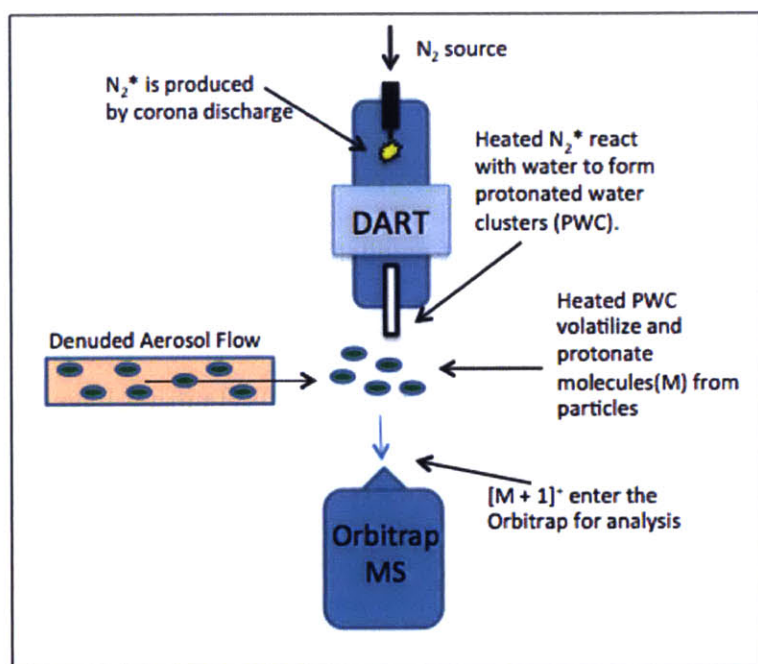 N₂ source
N₂* is produced
by corona discharge
Heated N₂* react
with water to form
protonated water
clusters (PWC).
DART
Heated PWC
volatilize and
protonate
molecules(M) from
particles
Denuded Aerosol Flow
[M + 1]⁺ enter the
Orbitrap for analysis
Orbitrap
MS